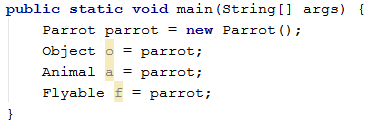 public static void main(String[] args) {
    Parrot parrot = new Parrot();
    Object o = parrot;
    Animal a = parrot;
    Flyable f = parrot;
}